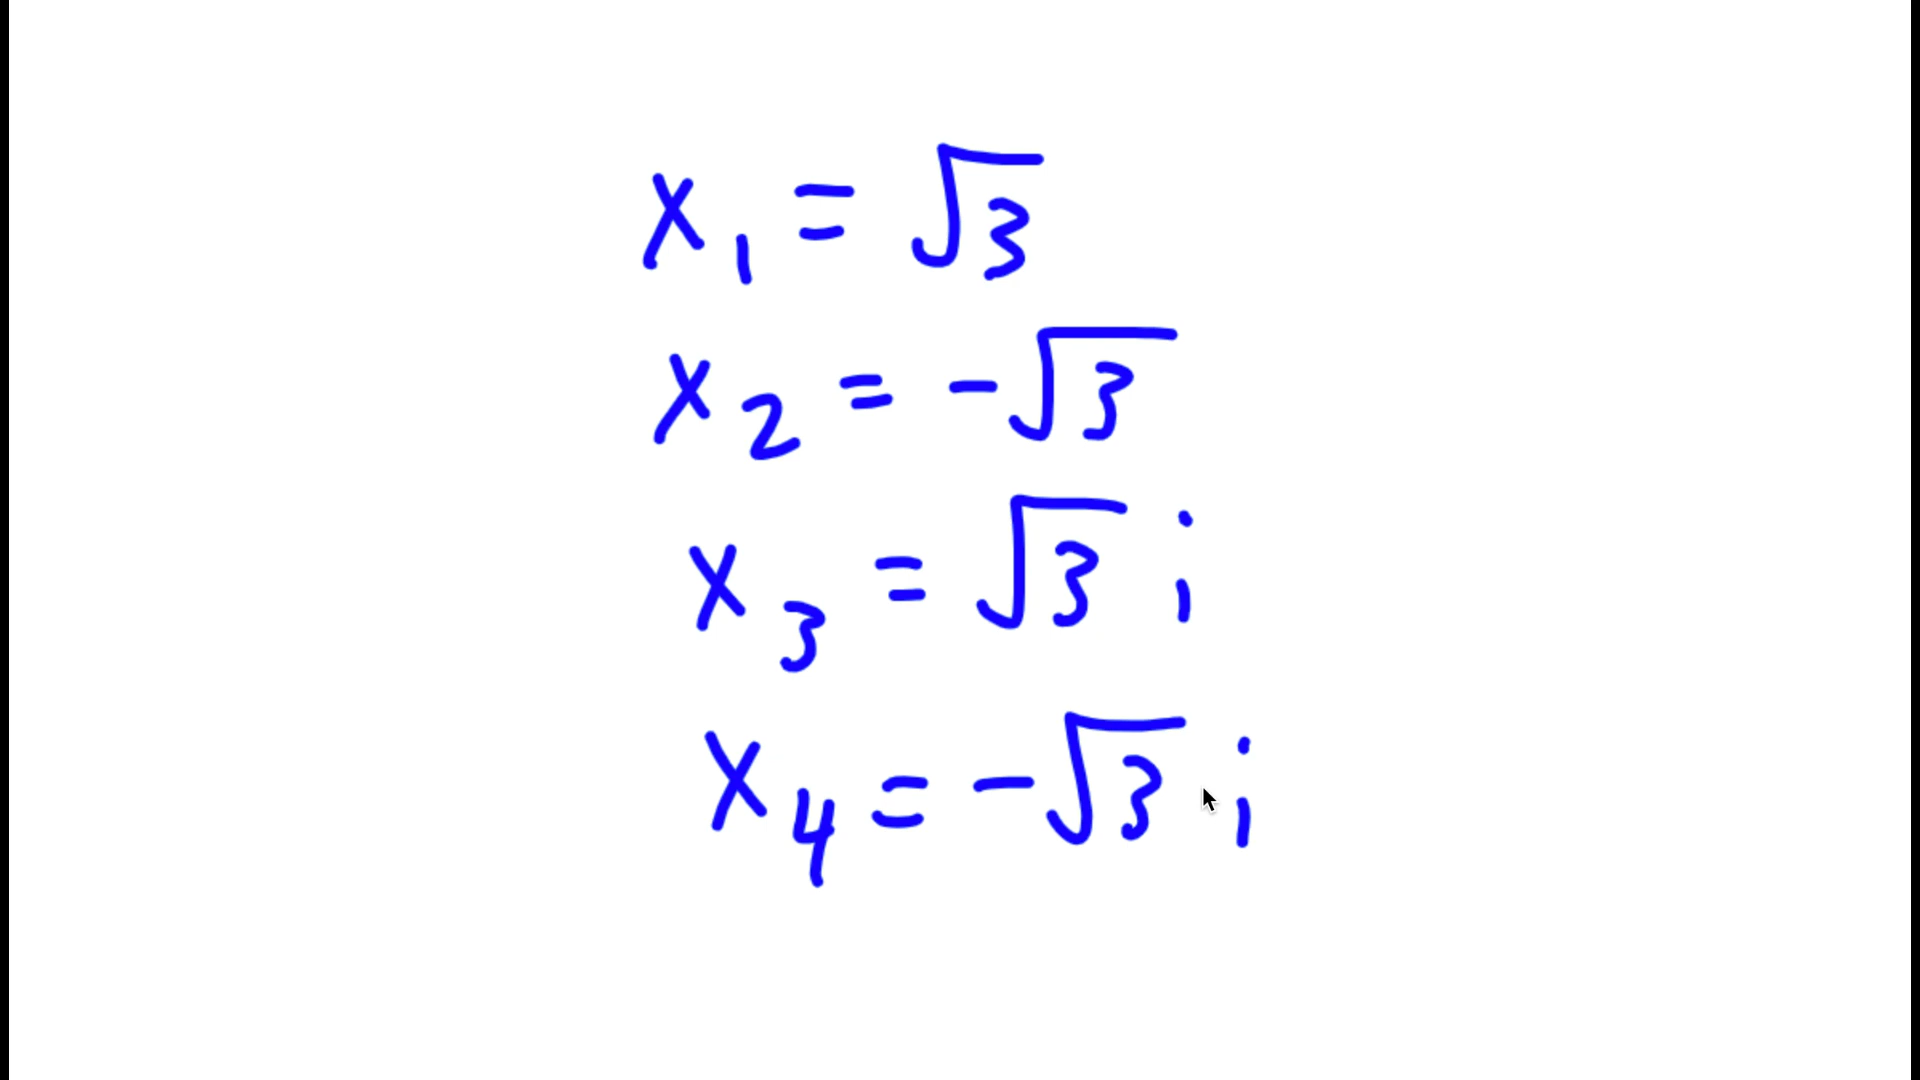 x₁ = √3
x₂ = -√3
x₃ = √3 i
x₄ = -√3 i